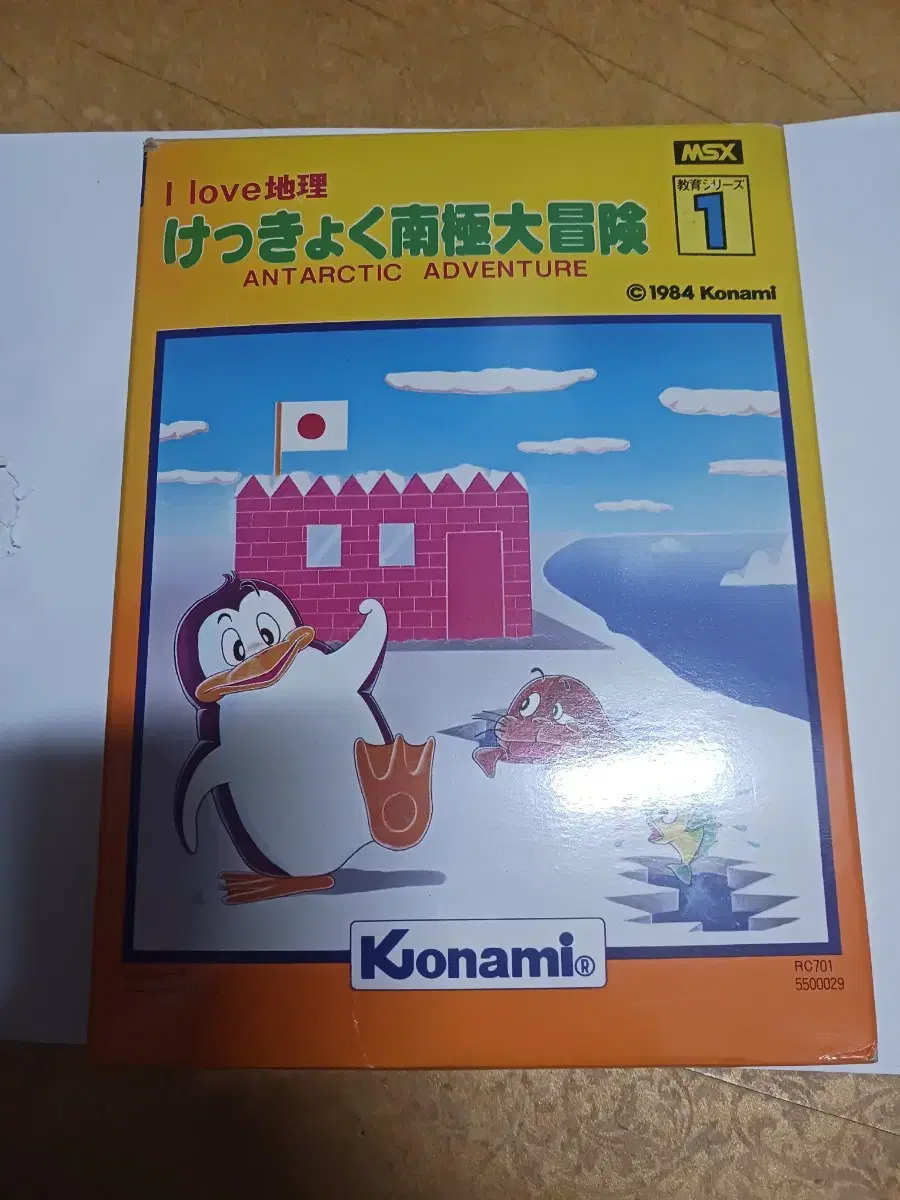 MSX
I love地理
教育シリーズ
1
けっきょく南極大冒険
ANTARCTIC ADVENTURE
©1984 Konami
Konami®
RC701
5500029